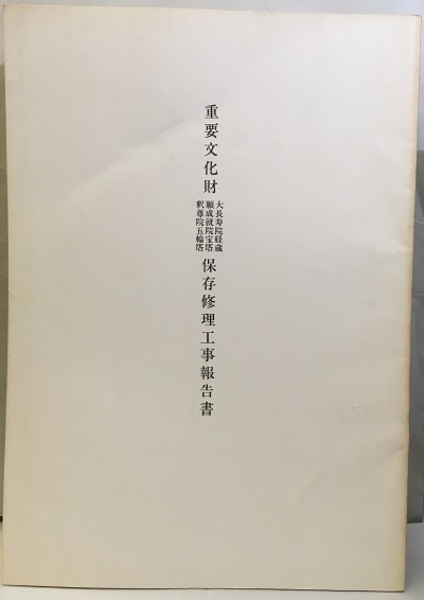 重要文化財
大長寿院経蔵
願成就院宝塔
釈尊院五輪塔
保存修理工事報告書